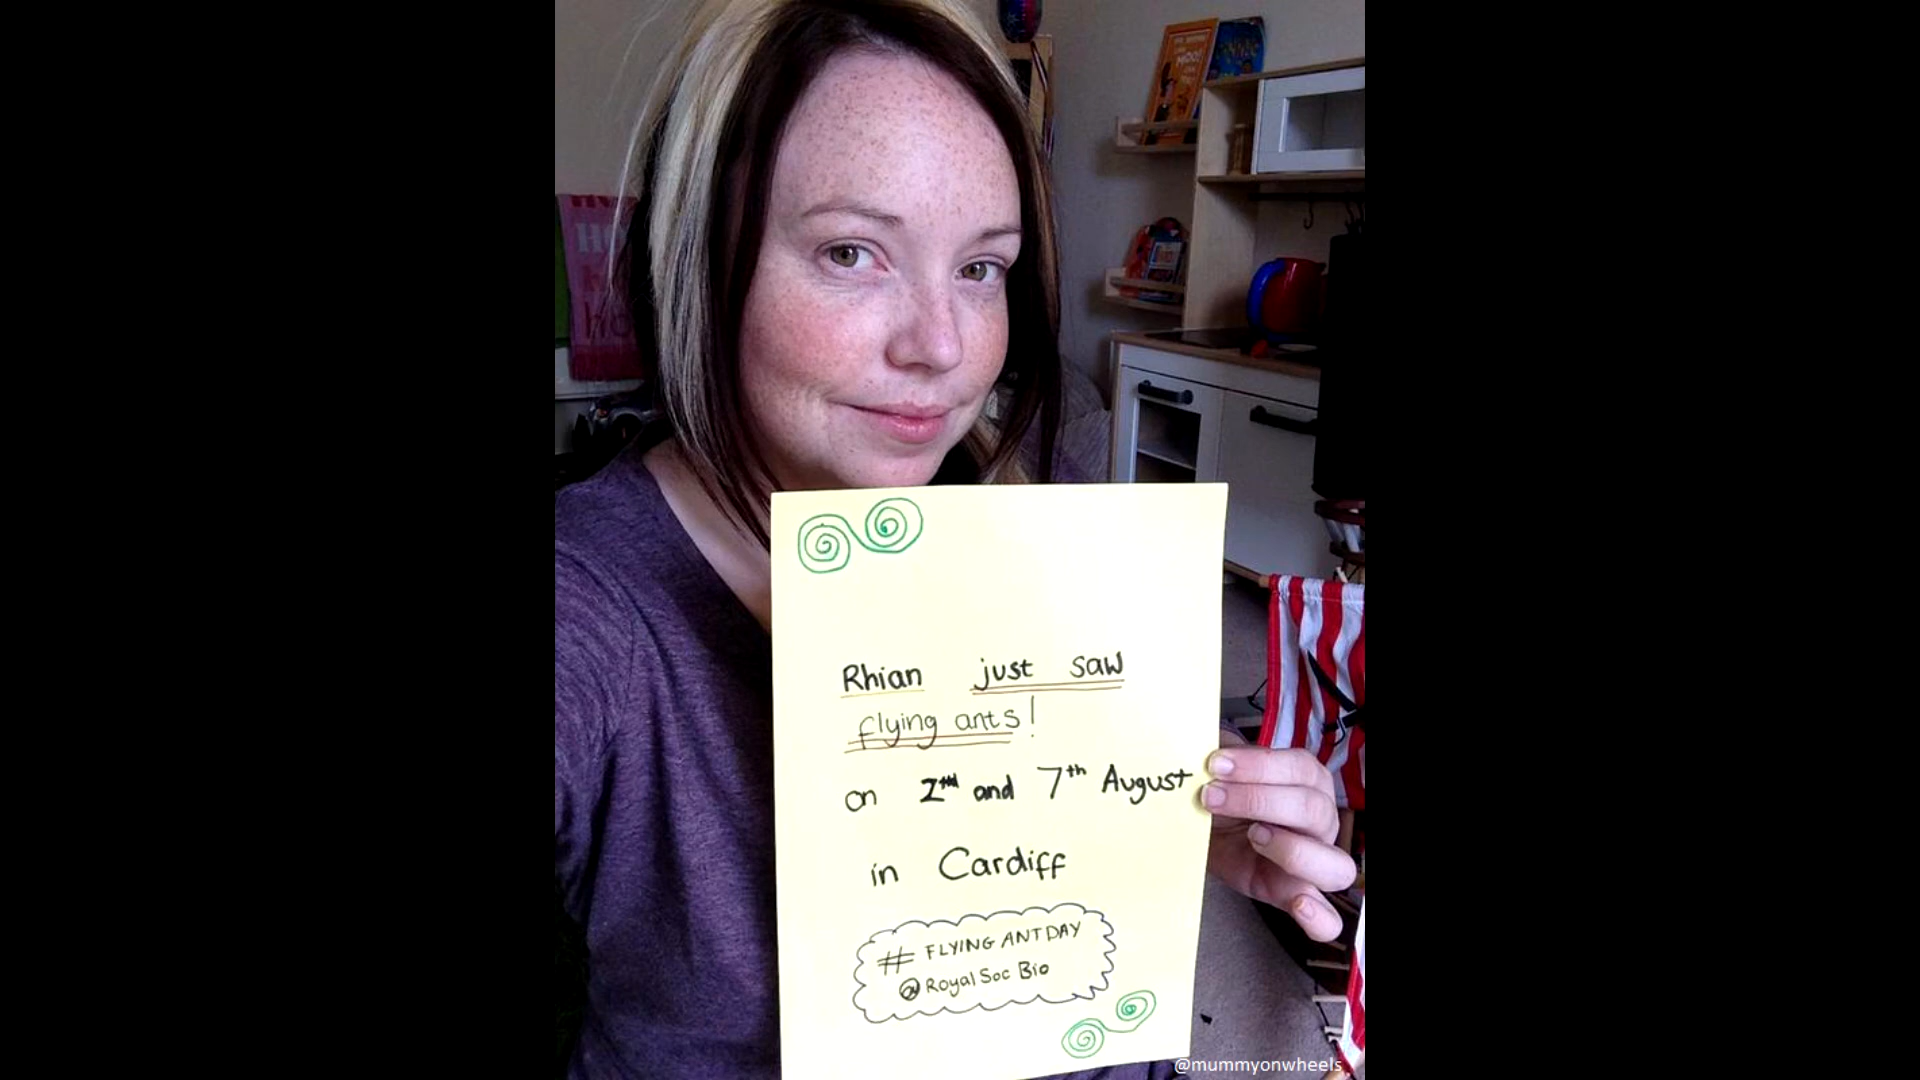 Rhian just saw
flying ants!
on 2nd and 7th August
in Cardiff
# FLYING ANT DAY
@ Royal Soc Bio
@mummyonwheels